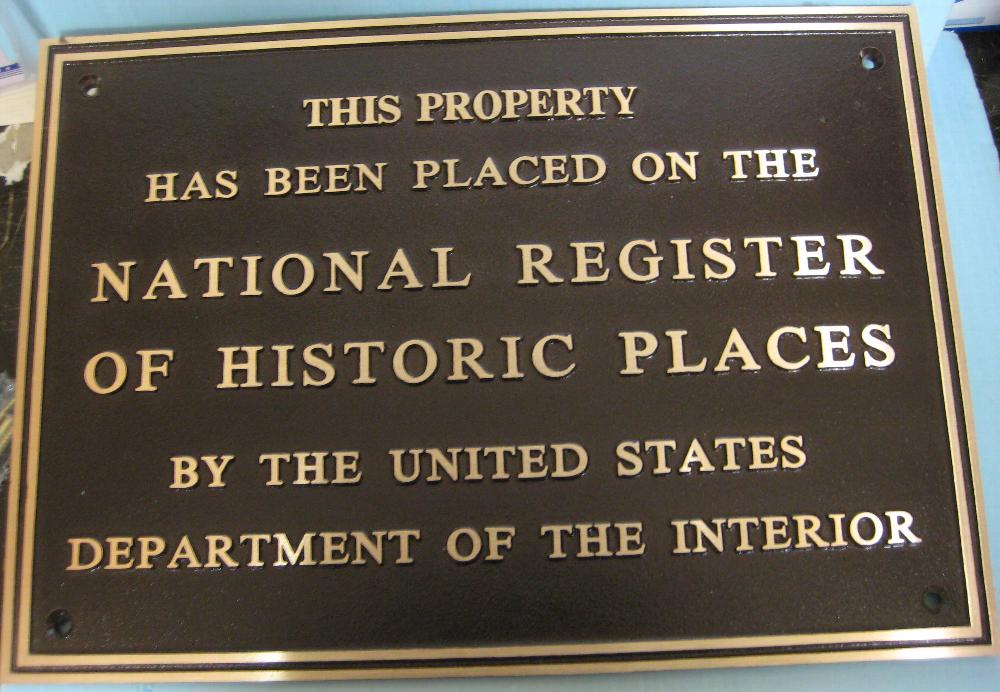 THIS PROPERTY
HAS BEEN PLACED ON THE
NATIONAL REGISTER
OF HISTORIC PLACES
BY THE UNITED STATES
DEPARTMENT OF THE INTERIOR